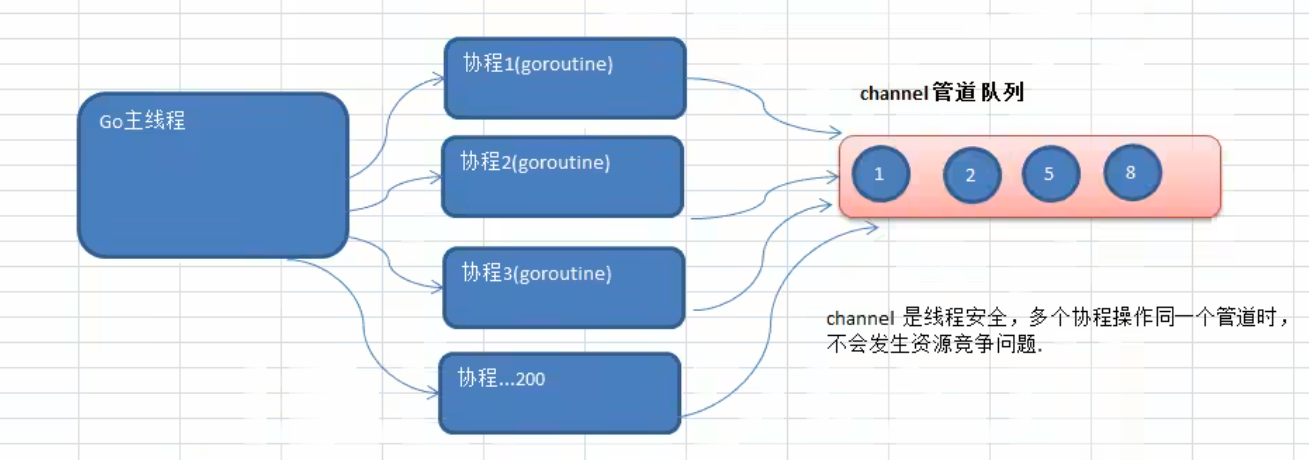 Go主线程
协程1(goroutine)
协程2(goroutine)
协程3(goroutine)
协程...200
channel管道队列
1
2
5
8
channel 是线程安全，多个协程操作同一个管道时，
不会发生资源竞争问题.